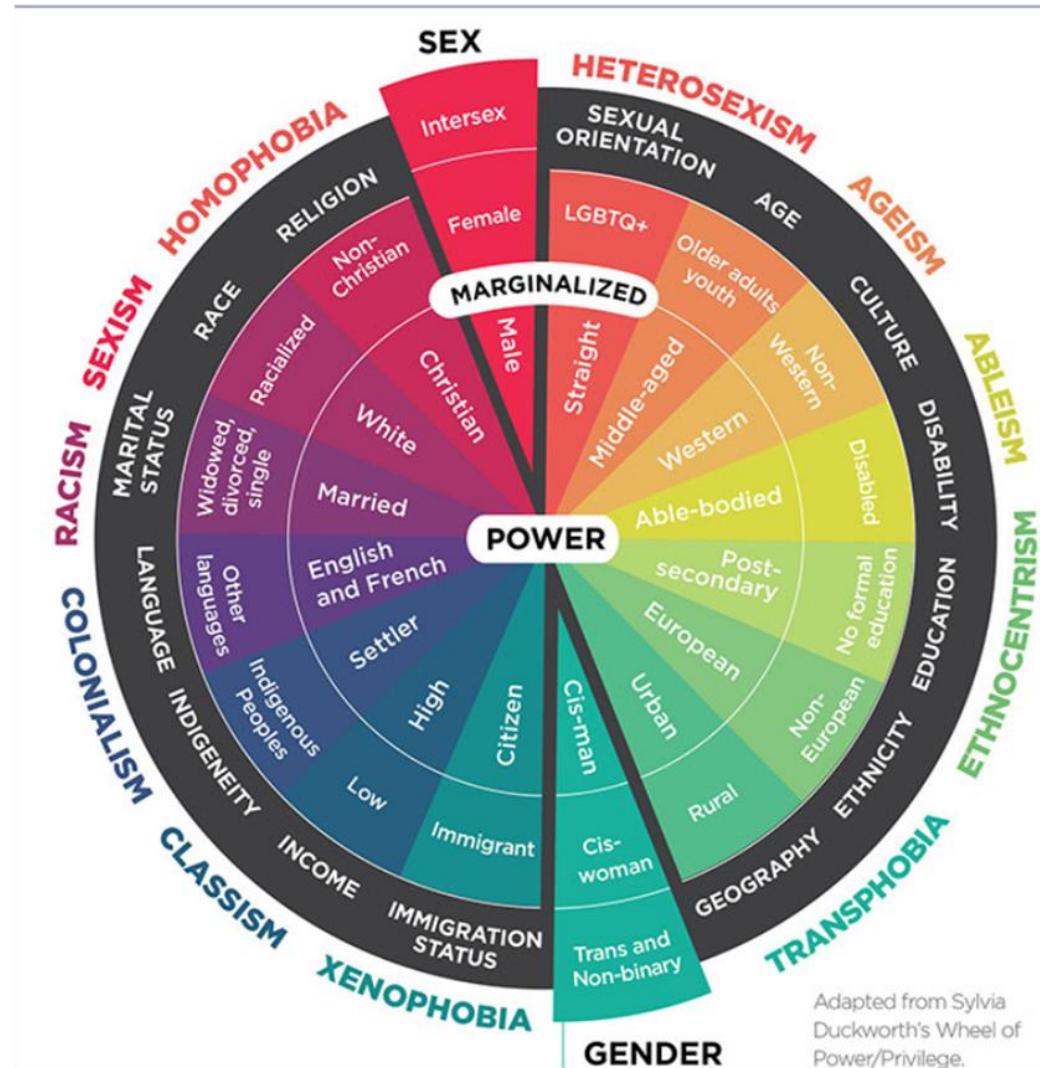 SEX
Intersex
Female
Male
MARGINALIZED
POWER
HETEROSEXISM
AGEISM
ABLEISM
ETHNOCENTRISM
TRANSPHOBIA
XENOPHOBIA
CLASSISM
COLONIALISM
RACISM
SEXISM
HOMOPHOBIA
SEXUAL
ORIENTATION
LGBTQ+
Straight
AGE
Older adults
youth
Middle-aged
CULTURE
Non-
Western
Western
DISABILITY
Disabled
Able-bodied
EDUCATION
No formal
education
Post-
secondary
ETHNICITY
Non-
European
European
GEOGRAPHY
Rural
Urban
Cis-man
Cis-
woman
Trans and
Non-binary
GENDER
IMMIGRATION
STATUS
Immigrant
Citizen
INCOME
Low
High
INDIGENEITY
Indigenous
Peoples
Settler
LANGUAGE
Other
languages
English
and French
MARITAL
STATUS
Widowed,
divorced,
single
Married
RACE
Racialized
White
RELIGION
Non-
Christian
Christian
Adapted from Sylvia
Duckworth's Wheel of
Power/Privilege.